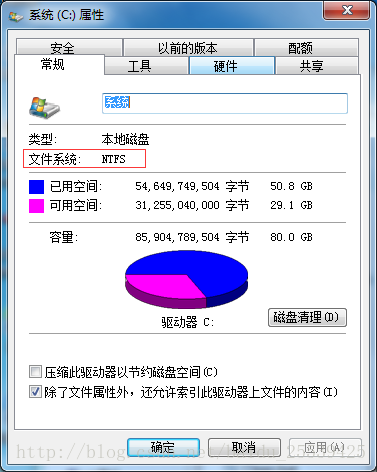 系统 (C:) 属性
安全 以前的版本 配额
常规 工具 硬件 共享
系统
类型: 本地磁盘
文件系统: NTFS
已用空间: 54,649,749,504 字节 50.8 GB
可用空间: 31,255,040,000 字节 29.1 GB
容量: 85,904,789,504 字节 80.0 GB
驱动器 C:
磁盘清理(D)
压缩此驱动器以节约磁盘空间(C)
除了文件属性外，还允许索引此驱动器上文件的内容(I)
确定 取消 应用(A)